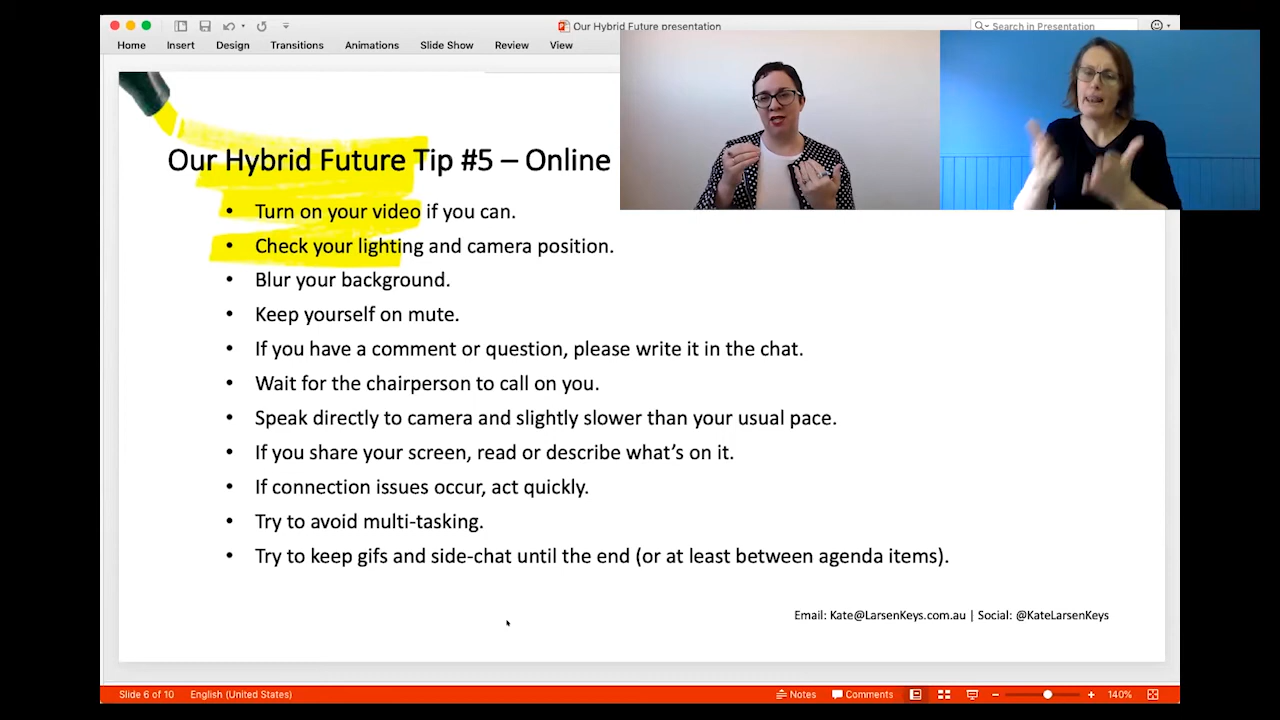 Our Hybrid Future presentation
Search in Presentation
Home Insert Design Transitions Animations Slide Show Review View
Our Hybrid Future Tip #5 – Online
• Turn on your video if you can.
• Check your lighting and camera position.
• Blur your background.
• Keep yourself on mute.
• If you have a comment or question, please write it in the chat.
• Wait for the chairperson to call on you.
• Speak directly to camera and slightly slower than your usual pace.
• If you share your screen, read or describe what’s on it.
• If connection issues occur, act quickly.
• Try to avoid multi-tasking.
• Try to keep gifs and side-chat until the end (or at least between agenda items).
Email: Kate@LarsenKeys.com.au | Social: @KateLarsenKeys
Slide 6 of 10 English (United States) Notes Comments 140%